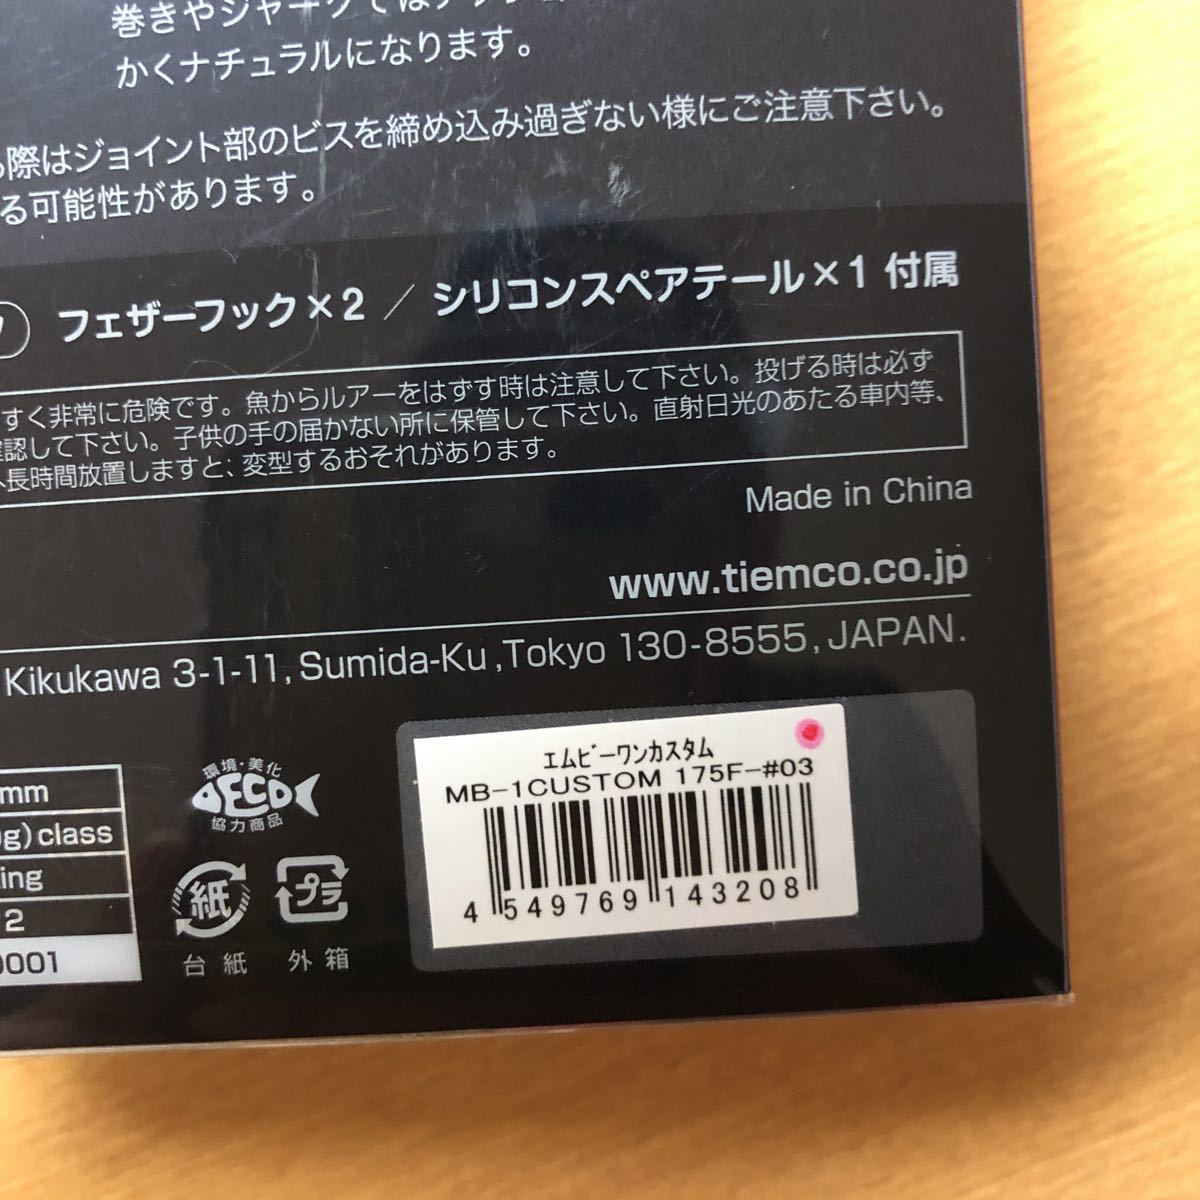 巻きやジャークではアクション
かくナチュラルになります。
る際はジョイント部のビスを締め込み過ぎない様にご注意下さい。
る可能性があります。
フェザーフック×2 / シリコンスペアテール×1 付属
すく非常に危険です。魚からルアーをはずす時は注意して下さい。投げる時は必ず
確認して下さい。子供の手の届かない所に保管して下さい。直射日光のあたる車内等、
へ長時間放置しますと、変型するおそれがあります。
Made in China
www.tiemco.co.jp
Kikukawa 3-1-11, Sumida-Ku, Tokyo 130-8555, JAPAN.
mm
g)class
ing
2
0001
環境・美化
ECO
協力商品
紙
プラ
台紙
外箱
エムビーワンカスタム
MB-1CUSTOM 175F-#03
4 549769 143208